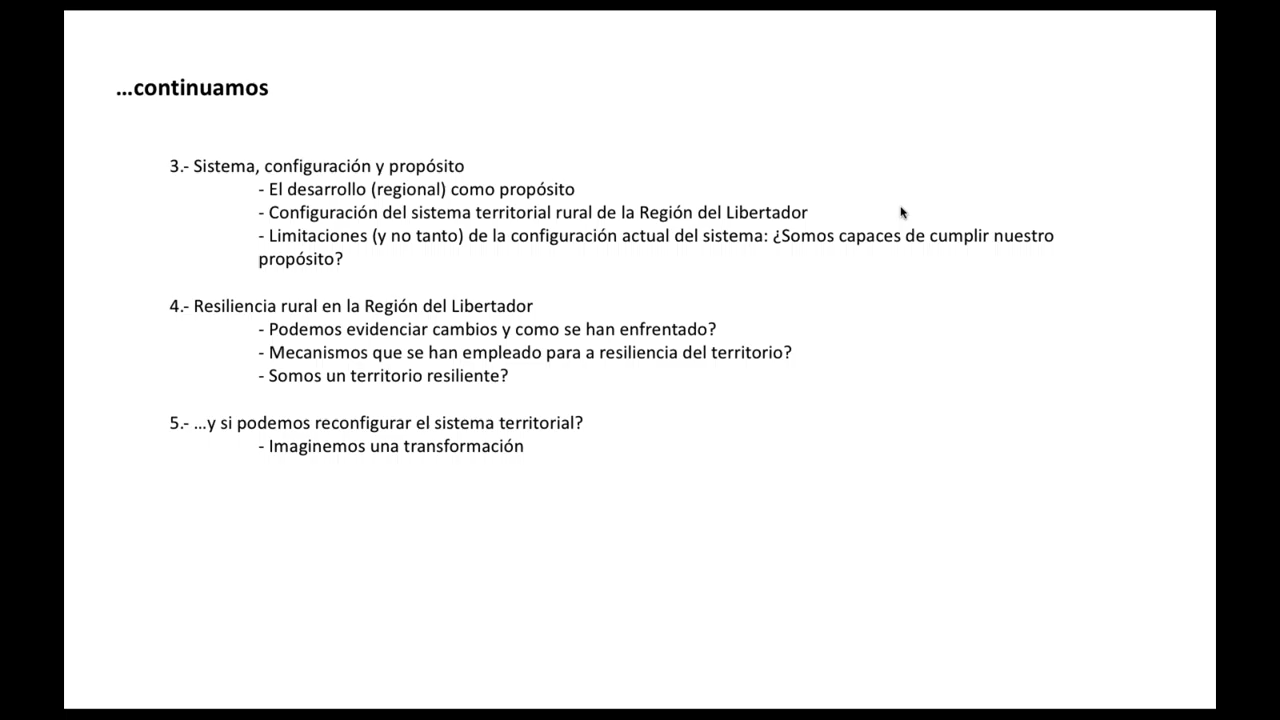 ...continuamos
3.- Sistema, configuración y propósito
- El desarrollo (regional) como propósito
- Configuración del sistema territorial rural de la Región del Libertador
- Limitaciones (y no tanto) de la configuración actual del sistema: ¿Somos capaces de cumplir nuestro
propósito?
4.- Resiliencia rural en la Región del Libertador
- Podemos evidenciar cambios y como se han enfrentado?
- Mecanismos que se han empleado para a resiliencia del territorio?
- Somos un territorio resiliente?
5.- ...y si podemos reconfigurar el sistema territorial?
- Imaginemos una transformación